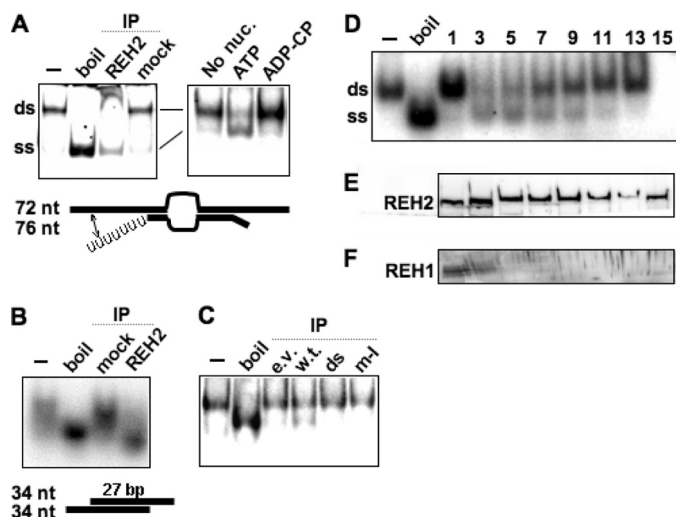 A
IP
— boil REH2 mock
No nuc. ATP ADP-CP
ds
ss
72 nt
76 nt
UUUUUUU
B
IP
— boil mock REH2
27 bp
34 nt
34 nt
C
IP
— boil e.v. w.t. ds m-I
D
— boil 1 3 5 7 9 11 13 15
ds
ss
E
REH2
F
REH1